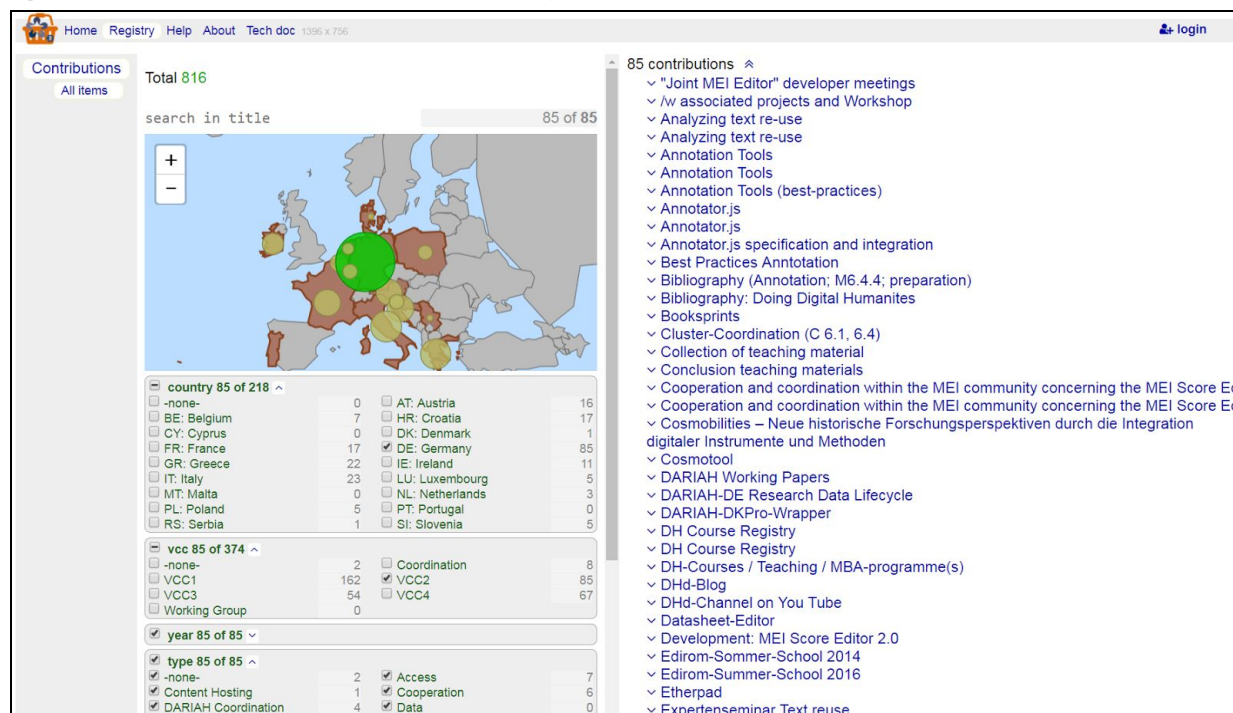 Home Registry Help About Tech doc 1396 x 756
login
Contributions
All items
Total 816
search in title 85 of 85
+
−
country 85 of 218
-none- 0 AT: Austria 16
BE: Belgium 7 HR: Croatia 17
CY: Cyprus 0 DK: Denmark 1
FR: France 17 DE: Germany 85
GR: Greece 22 IE: Ireland 11
IT: Italy 23 LU: Luxembourg 5
MT: Malta 0 NL: Netherlands 3
PL: Poland 5 PT: Portugal 0
RS: Serbia 1 SI: Slovenia 5
vcc 85 of 374
-none- 2 Coordination 8
VCC1 162 VCC2 85
VCC3 54 VCC4 67
Working Group 0
year 85 of 85
type 85 of 85
-none- 2 Access 7
Content Hosting 1 Cooperation 6
DARIAH Coordination 4 Data 0
85 contributions
"Joint MEI Editor" developer meetings
/w associated projects and Workshop
Analyzing text re-use
Analyzing text re-use
Annotation Tools
Annotation Tools
Annotation Tools (best-practices)
Annotator.js
Annotator.js
Annotator.js specification and integration
Best Practices Anntotation
Bibliography (Annotation; M6.4.4; preparation)
Bibliography: Doing Digital Humanites
Booksprints
Cluster-Coordination (C 6.1, 6.4)
Collection of teaching material
Conclusion teaching materials
Cooperation and coordination within the MEI community concerning the MEI Score Ed
Cooperation and coordination within the MEI community concerning the MEI Score Ed
Cosmobilities – Neue historische Forschungsperspektiven durch die Integration
digitaler Instrumente und Methoden
Cosmotool
DARIAH Working Papers
DARIAH-DE Research Data Lifecycle
DARIAH-DKPro-Wrapper
DH Course Registry
DH Course Registry
DH-Courses / Teaching / MBA-programme(s)
DHd-Blog
DHd-Channel on You Tube
Datasheet-Editor
Development: MEI Score Editor 2.0
Edirom-Sommer-School 2014
Edirom-Summer-School 2016
Etherpad
Expertenseminar Text reuse